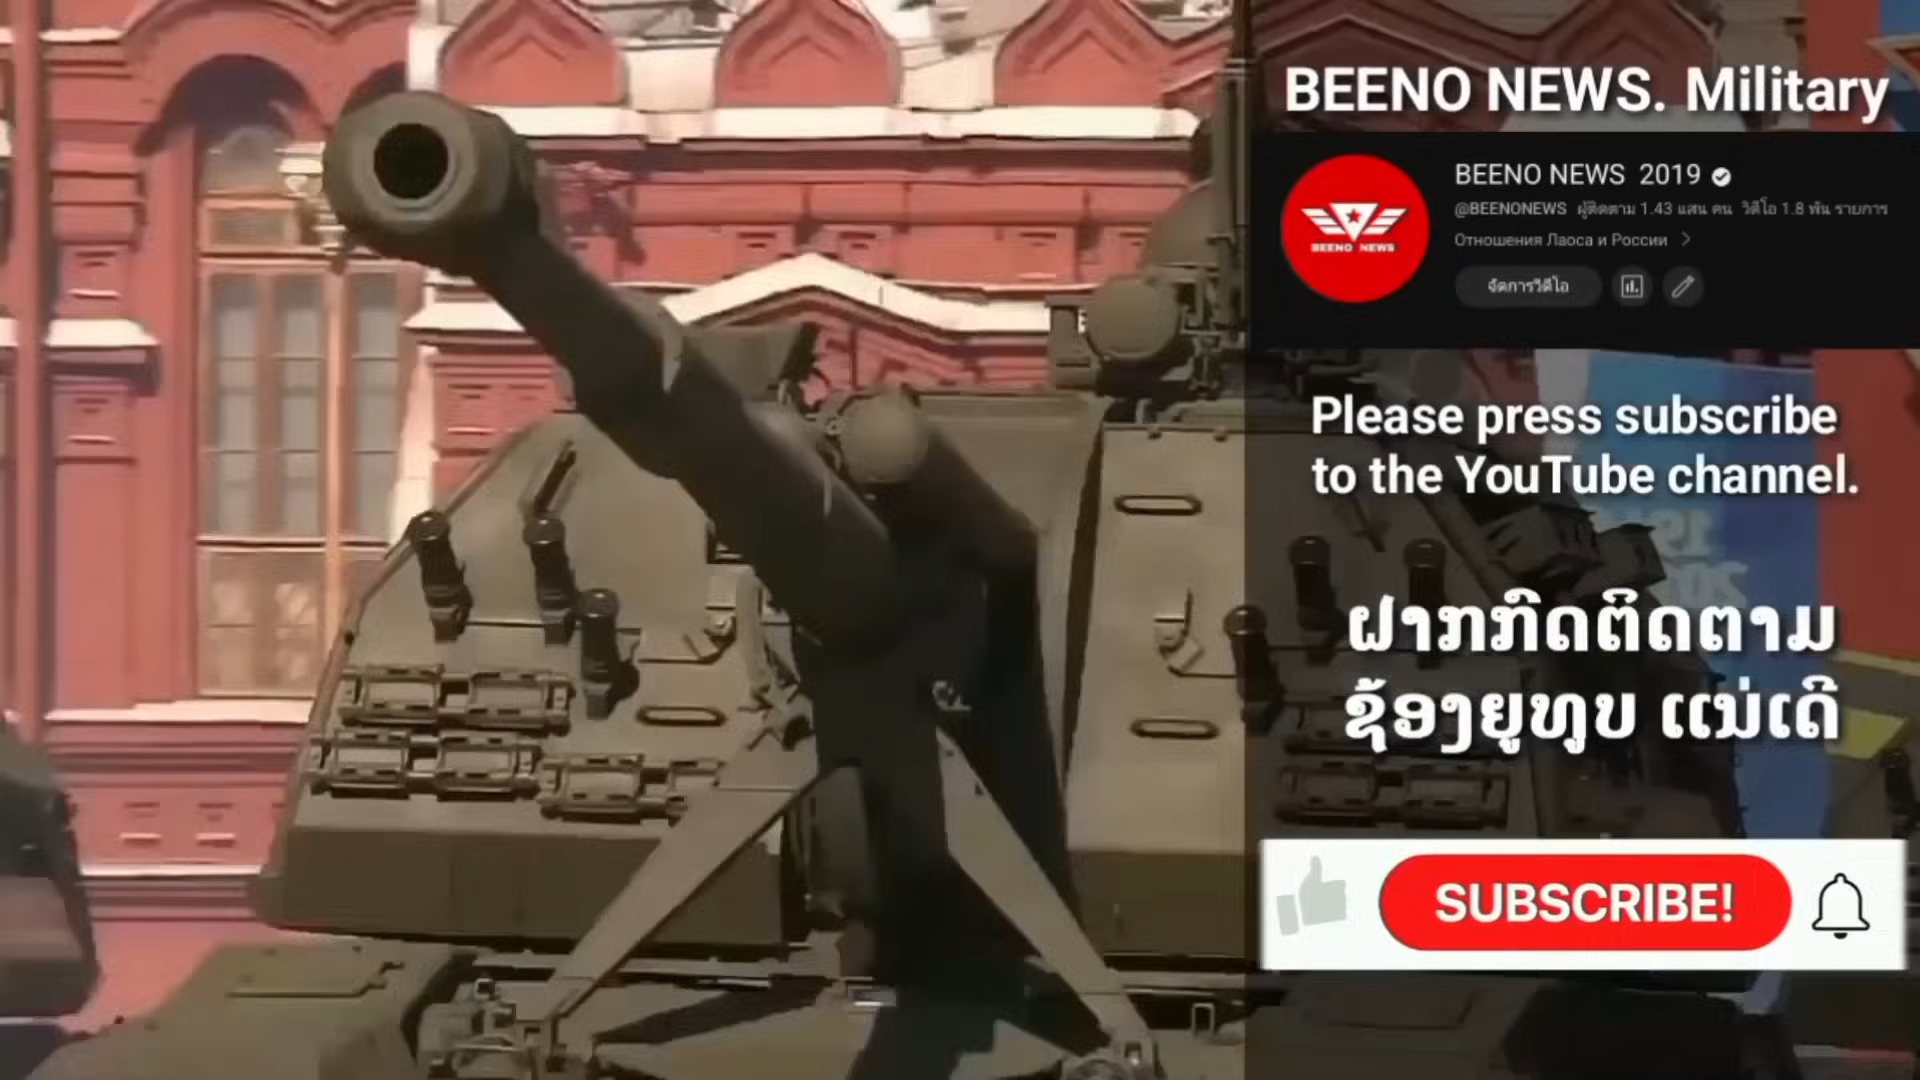 BEENO NEWS. Military
BEENO NEWS 2019
@BEENONEWS ผู้ติดตาม 1.43 แสน คน วิดีโอ 1.8 พัน รายการ
Отношения Лаоса и России
BEENO NEWS
จัดการวิดีโอ
Please press subscribe
to the YouTube channel.
ຝາກກົດຕິດຕາມ
ຊ້ອງຍູທູບ ແນ່ເດີ
SUBSCRIBE!